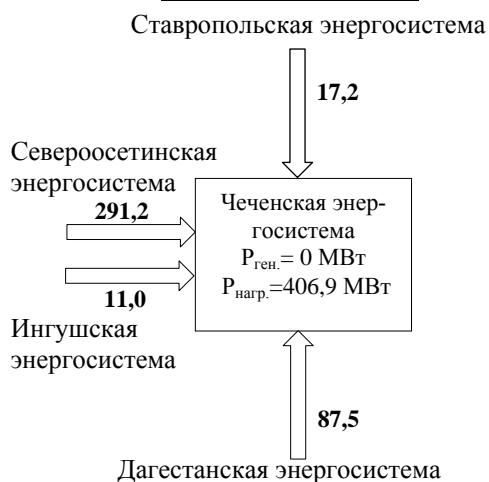 Ставропольская энергосистема
17,2
Североосетинская
энергосистема
291,2
Чеченская энер-
госистема
Pген.= 0 МВт
Pнагр.=406,9 МВт
11,0
Ингушская
энергосистема
87,5
Дагестанская энергосистема